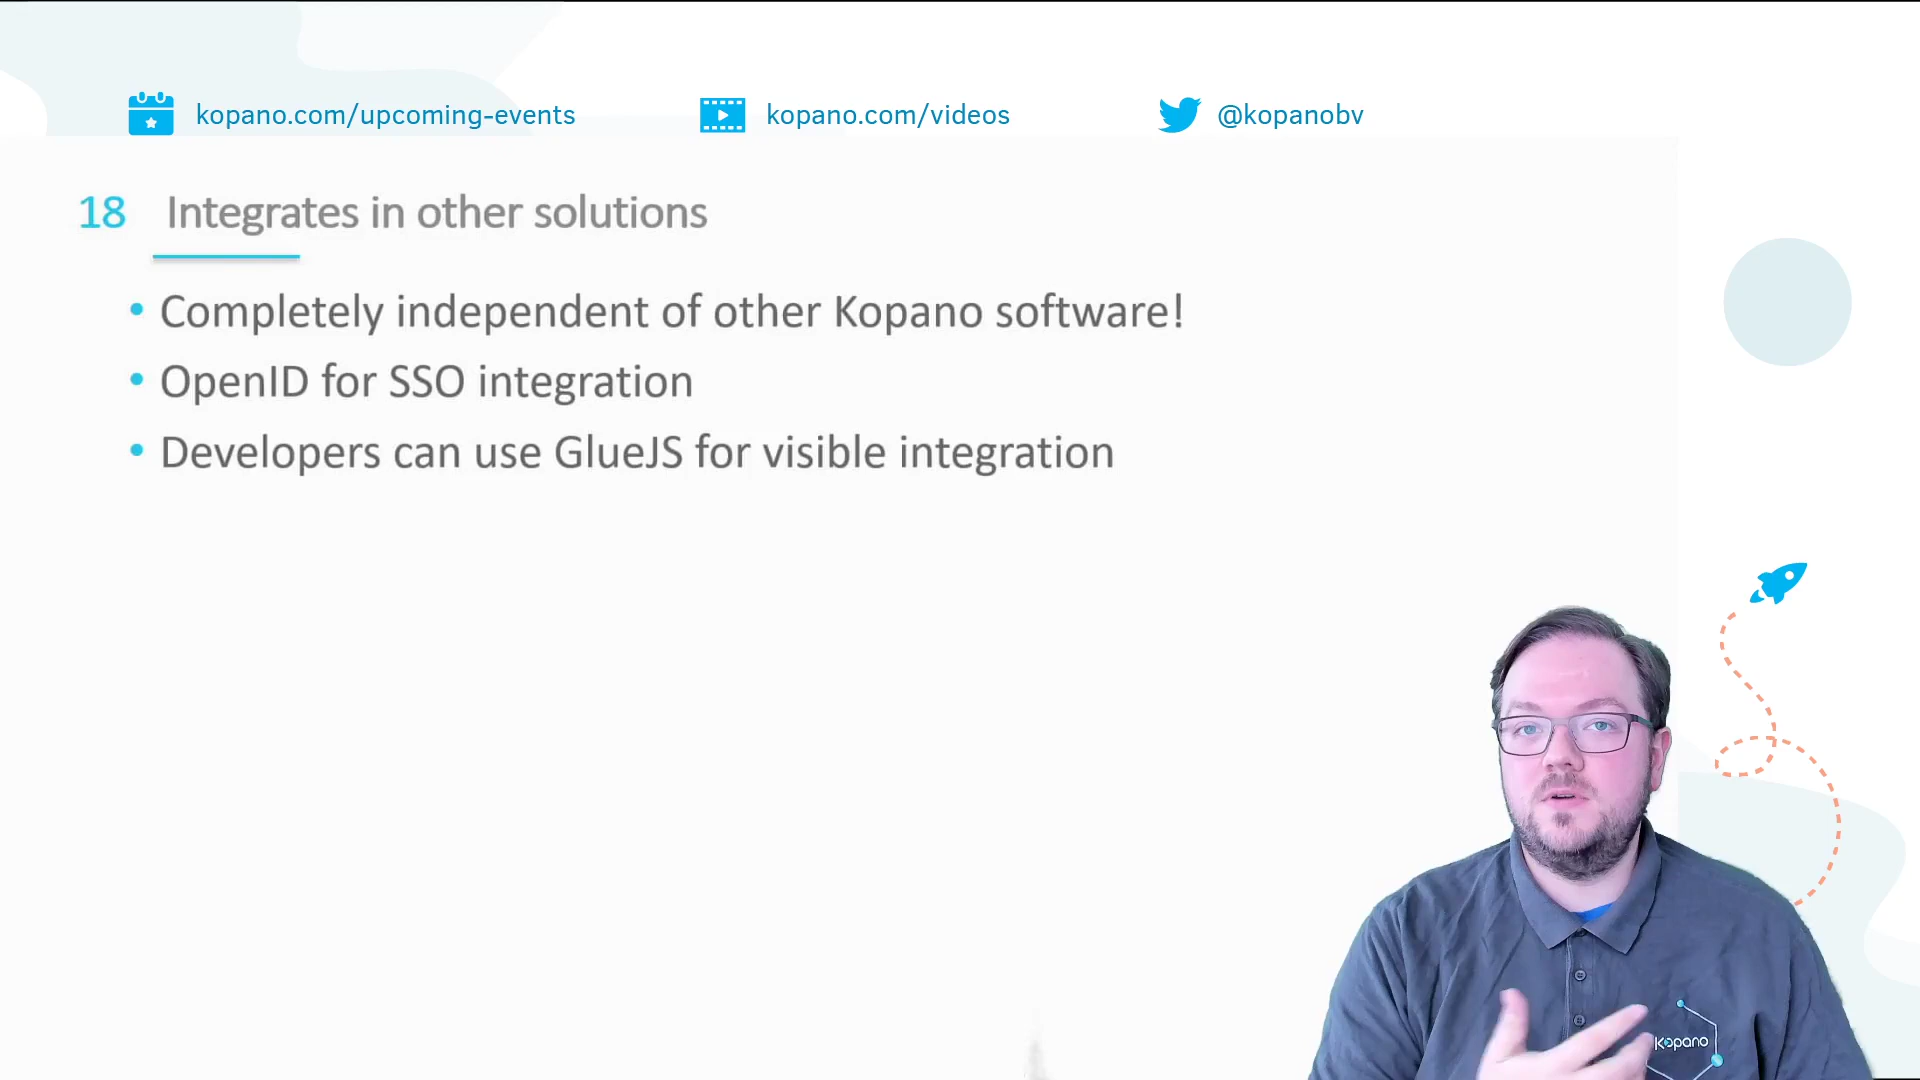 kopano.com/upcoming-events
kopano.com/videos
@kopanobv
18 Integrates in other solutions
• Completely independent of other Kopano software!
• OpenID for SSO integration
• Developers can use GlueJS for visible integration
kopano